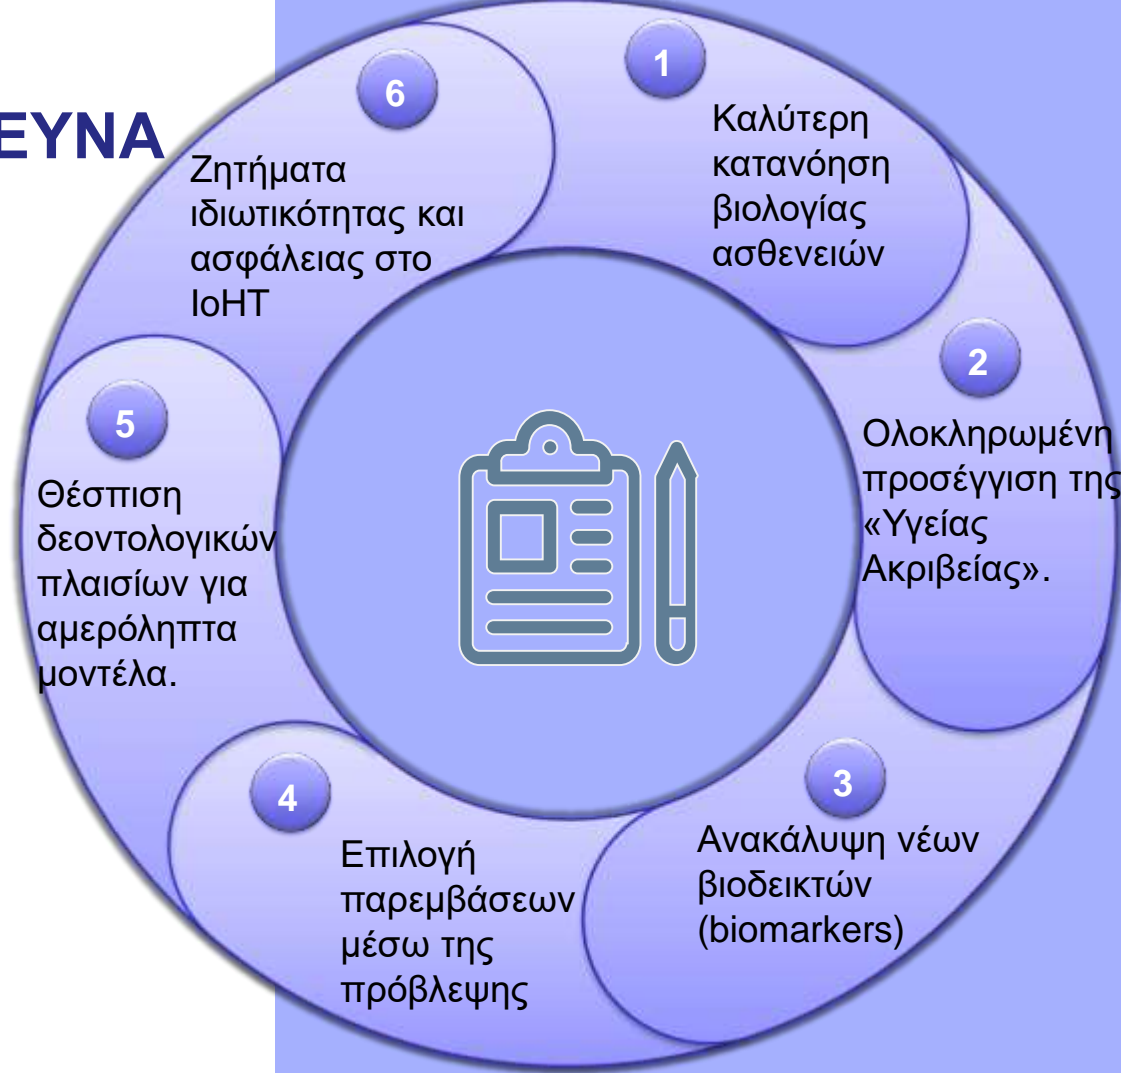 ΕΥΝΑ
1
Καλύτερη
κατανόηση
βιολογίας
ασθενειών
2
Ολοκληρωμένη
προσέγγιση της
«Υγείας
Ακριβείας».
3
Ανακάλυψη νέων
βιοδεικτών
(biomarkers)
4
Επιλογή
παρεμβάσεων
μέσω της
πρόβλεψης
5
Θέσπιση
δεοντολογικών
πλαισίων για
αμερόληπτα
μοντέλα.
6
Ζητήματα
ιδιωτικότητας και
ασφάλειας στο
IoHT